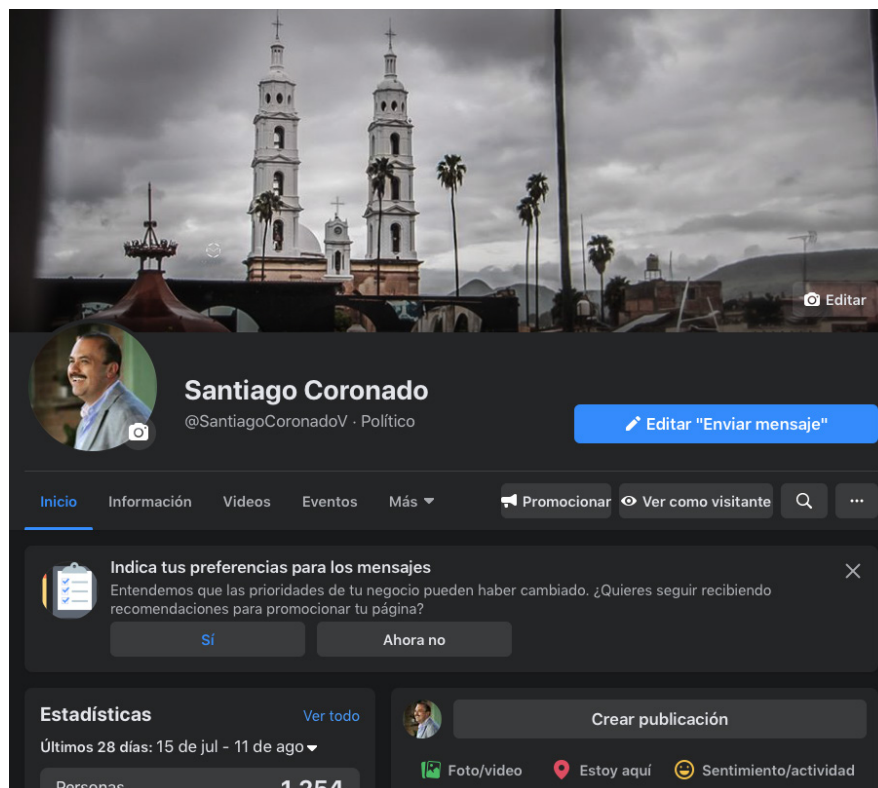 Editar
Santiago Coronado
@SantiagoCoronadoV · Político
Editar "Enviar mensaje"
Inicio
Información
Videos
Eventos
Más
Promocionar
Ver como visitante
Indica tus preferencias para los mensajes
Entendemos que las prioridades de tu negocio pueden haber cambiado. ¿Quieres seguir recibiendo
recomendaciones para promocionar tu página?
Sí
Ahora no
Estadísticas
Ver todo
Últimos 28 días: 15 de jul - 11 de ago
Personas
1,254
Crear publicación
Foto/video
Estoy aquí
Sentimiento/actividad